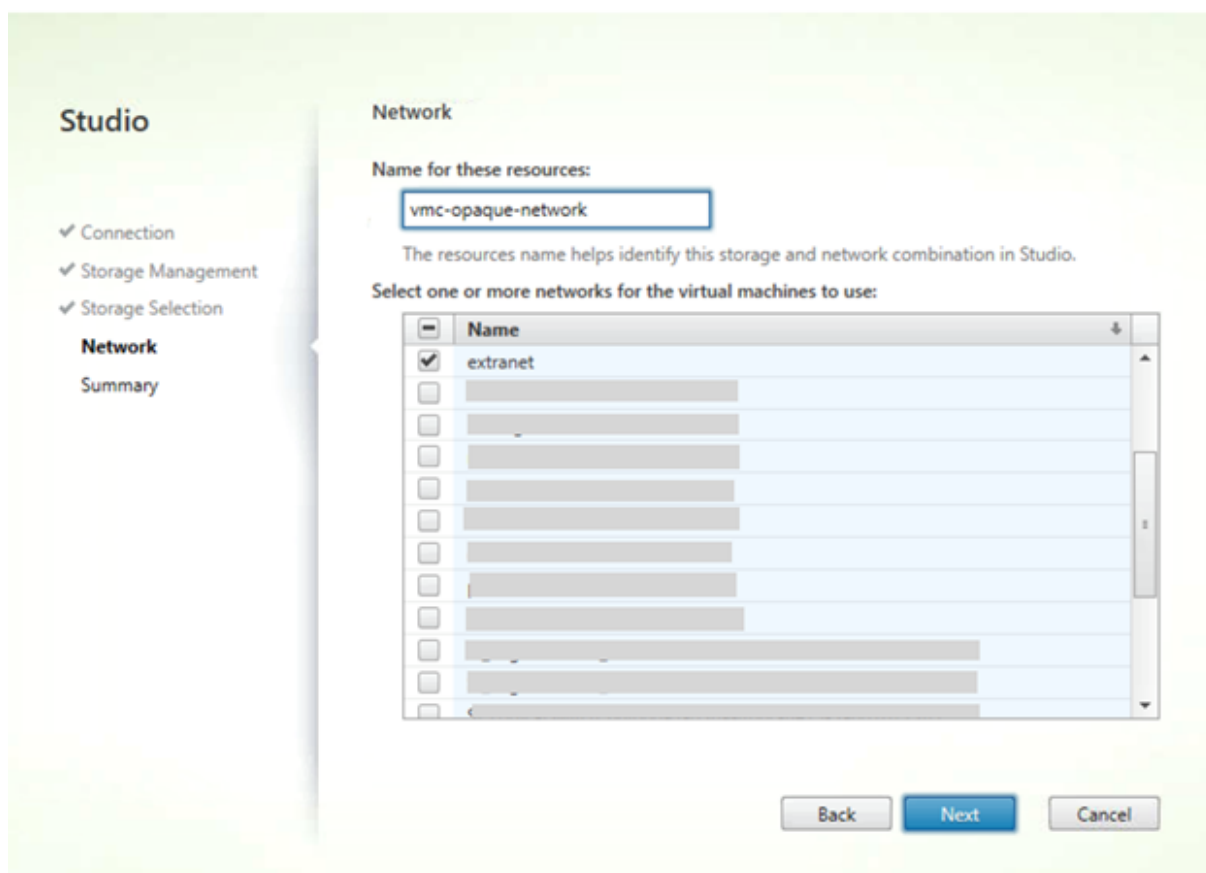 Studio
Connection
Storage Management
Storage Selection
Network
Summary
Network
Name for these resources:
vmc-opaque-network
The resources name helps identify this storage and network combination in Studio.
Select one or more networks for the virtual machines to use:
Name
extranet
Back Next Cancel